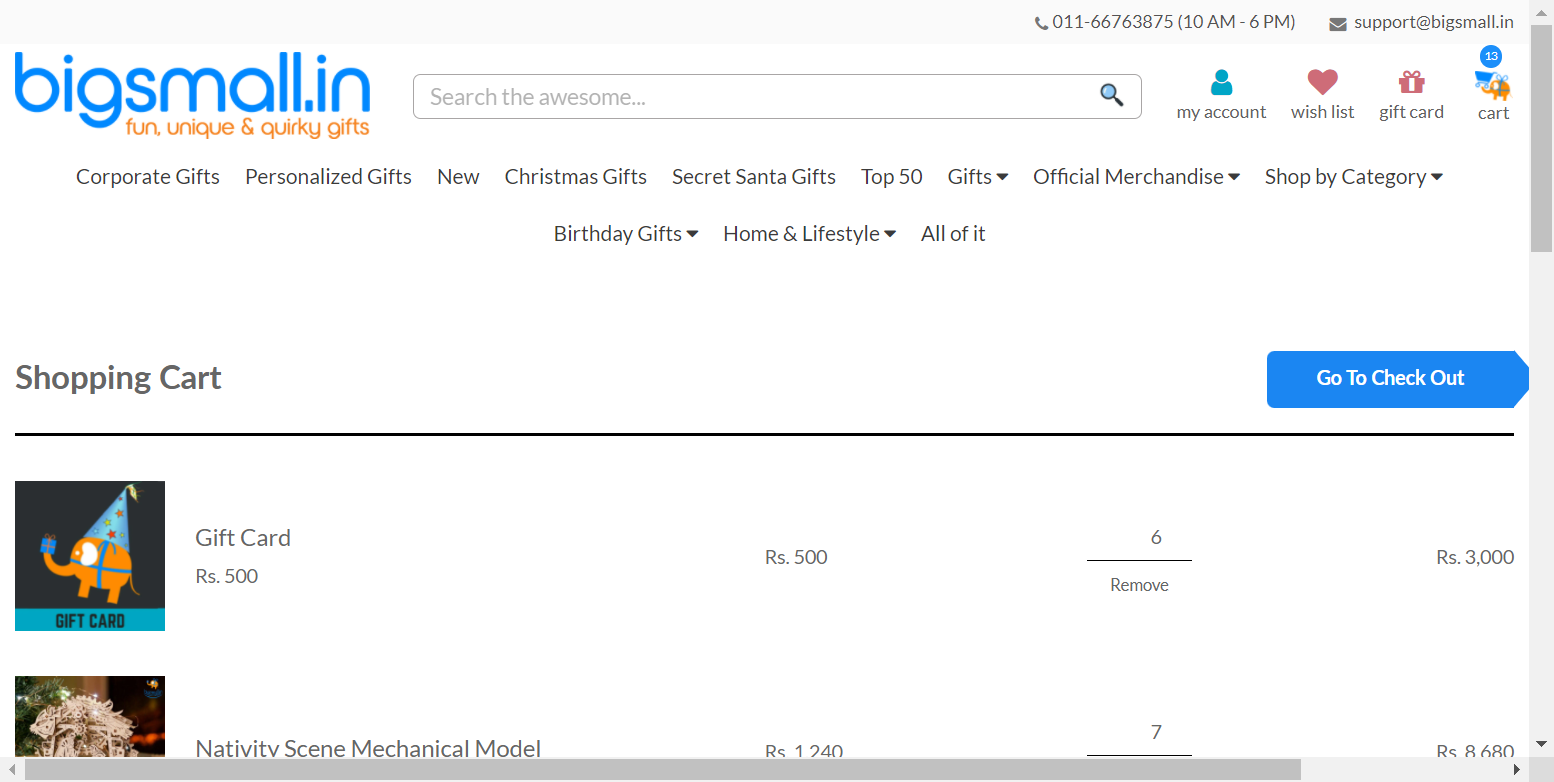 011-66763875 (10 AM - 6 PM) support@bigsmall.in
bigsmall.in
fun, unique & quirky gifts
Search the awesome...
13
my account wish list gift card cart
Corporate Gifts Personalized Gifts New Christmas Gifts Secret Santa Gifts Top 50 Gifts Official Merchandise Shop by Category
Birthday Gifts Home & Lifestyle All of it
Shopping Cart Go To Check Out
GIFT CARD
Gift Card
Rs. 500
Rs. 500
6
Remove
Rs. 3,000
Nativity Scene Mechanical Model
Rs. 1,240
7
Rs. 8,680